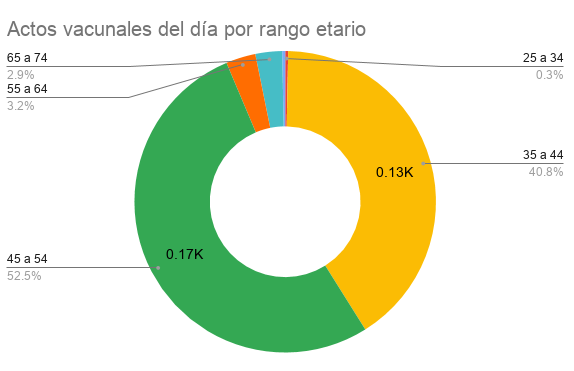 Actos vacunales del día por rango etario
65 a 74
2.9%
55 a 64
3.2%
45 a 54
52.5%
25 a 34
0.3%
35 a 44
40.8%
0.13K
0.17K